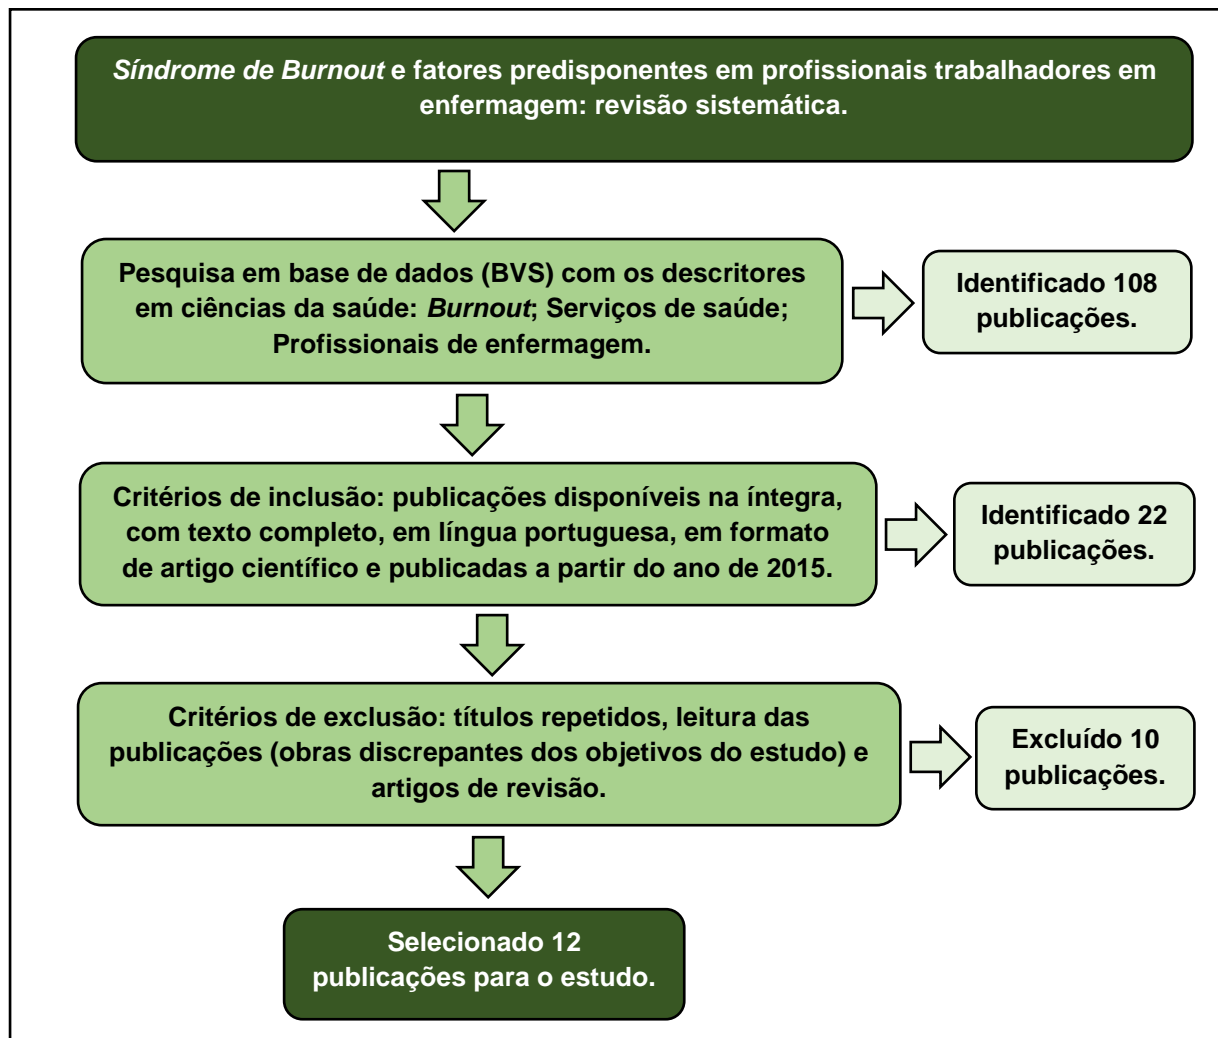 Síndrome de Burnout e fatores predisponentes em profissionais trabalhadores em
enfermagem: revisão sistemática.
Pesquisa em base de dados (BVS) com os descritores
em ciências da saúde: Burnout; Serviços de saúde;
Profissionais de enfermagem.
Identificado 108
publicações.
Critérios de inclusão: publicações disponíveis na íntegra,
com texto completo, em língua portuguesa, em formato
de artigo científico e publicadas a partir do ano de 2015.
Identificado 22
publicações.
Critérios de exclusão: títulos repetidos, leitura das
publicações (obras discrepantes dos objetivos do estudo) e
artigos de revisão.
Excluído 10
publicações.
Selecionado 12
publicações para o estudo.